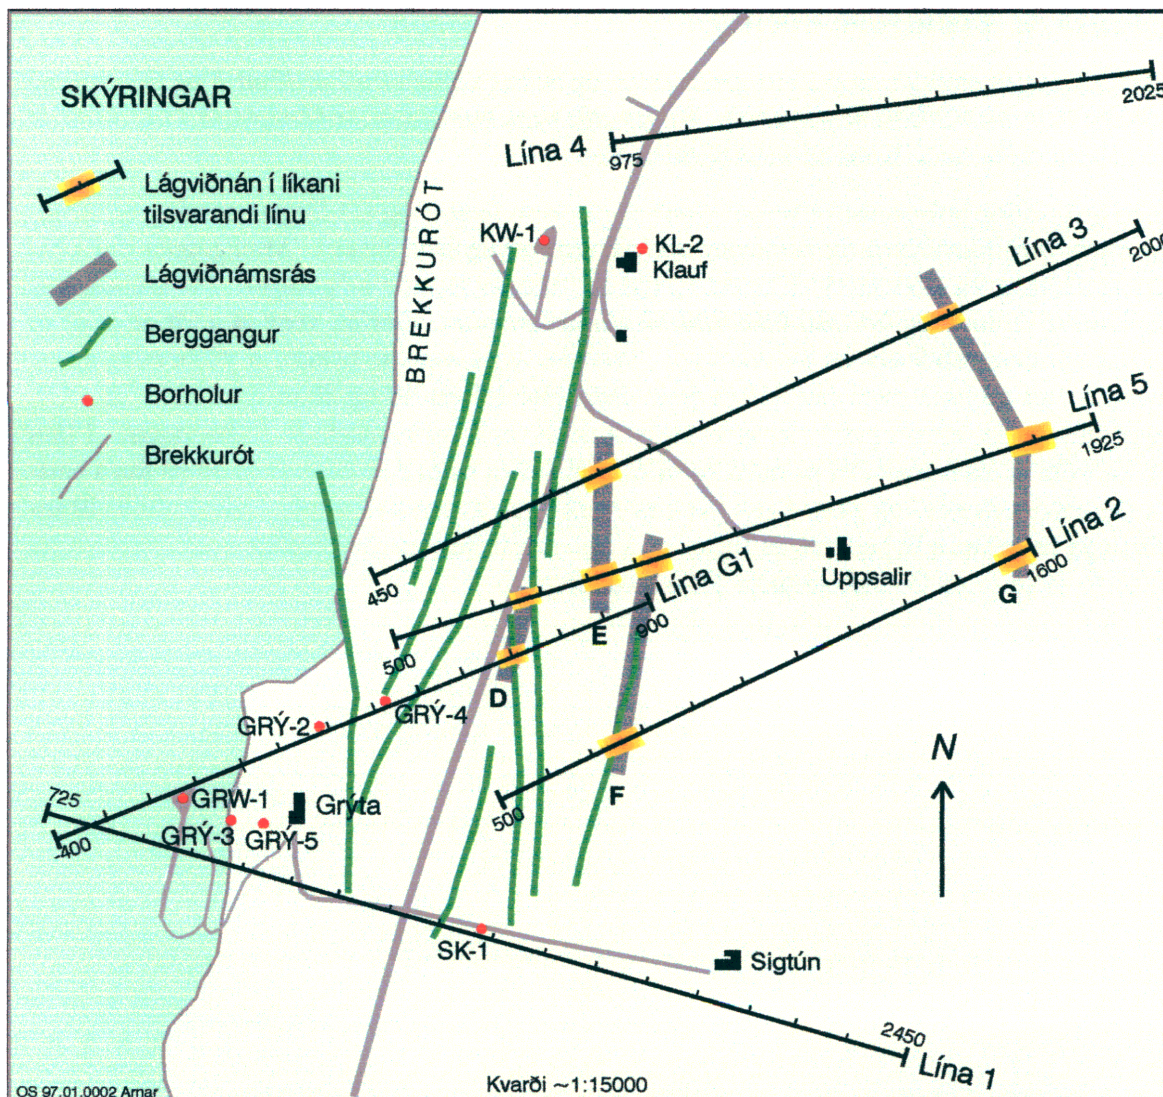 SKÝRINGAR
Lágviðnán í líkani
tilsvarandi línu
Lágviðnámsrás
Berggangur
Borholur
Brekkurót
BREKKURÓT
Lína 4
975
2025
KW-1
KL-2
Klauf
Lína 3
2000
450
Lína 5
1925
500
Lína G1
900
Uppsalir
Lína 2
1600
500
D
E
F
G
GRÝ-2
GRÝ-4
GRW-1
GRÝ-3
GRÝ-5
Grýta
725
-400
N
SK-1
Sigtún
2450
Lína 1
Kvarði ~1:15000
OS 97.01.0002 Arnar